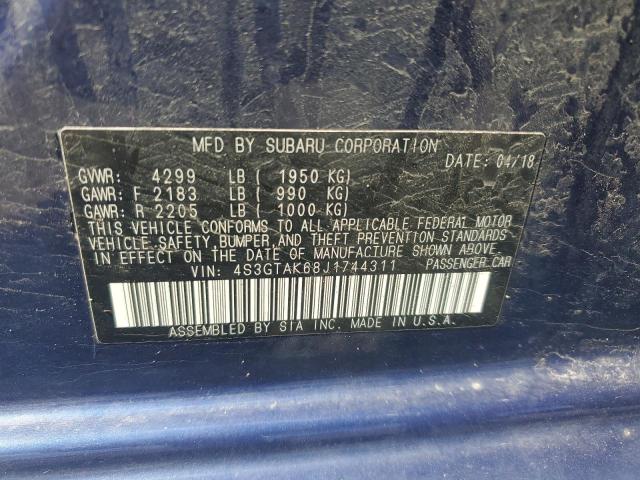 MFD BY SUBARU CORPORATION
DATE: 04/18
GVWR: 4299 LB ( 1950 KG)
GAWR: F 2183 LB ( 990 KG)
GAWR: R 2205 LB ( 1000 KG)
THIS VEHICLE CONFORMS TO ALL APPLICABLE FEDERAL MOTOR
VEHICLE SAFETY, BUMPER, AND THEFT PREVENTION STANDARDS
IN EFFECT ON THE DATE OF MANUFACTURE SHOWN ABOVE.
VIN: 4S3GTAK68J1744311 PASSENGER CAR
ASSEMBLED BY SIA INC. MADE IN U.S.A.